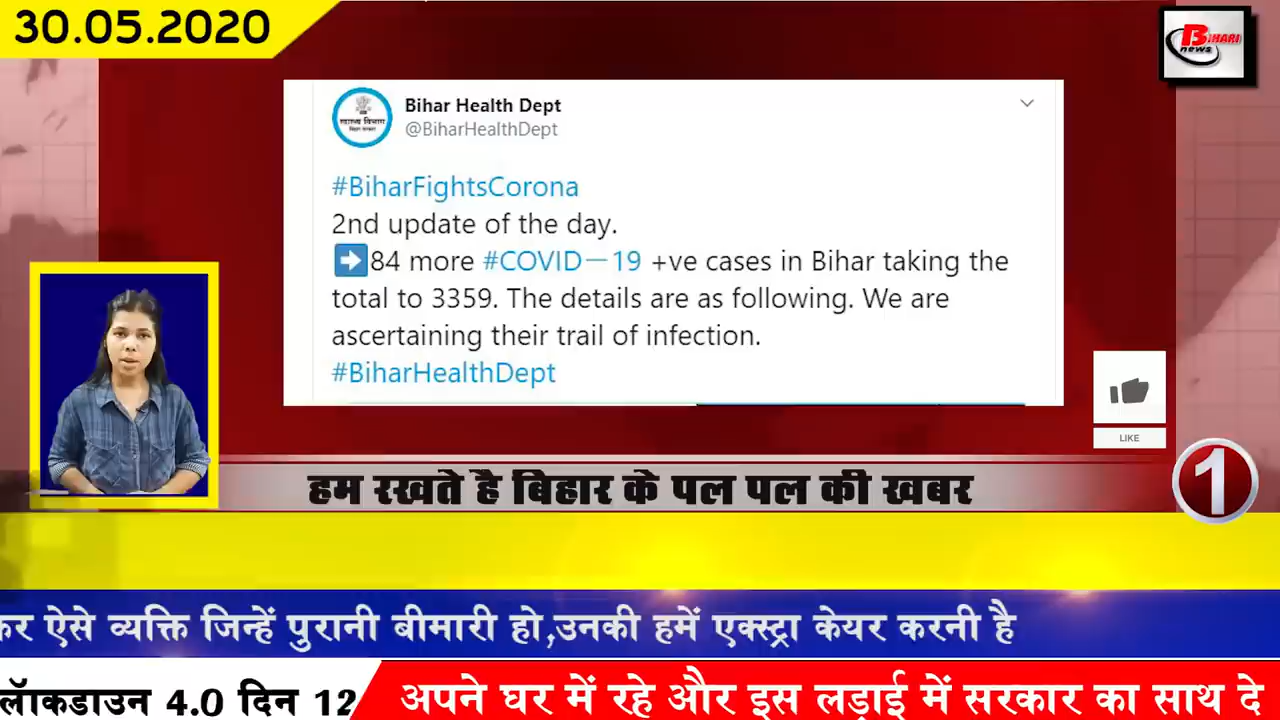 30.05.2020
BIHARI
news
स्वास्थ्य विभाग
बिहार सरकार
Bihar Health Dept
@BiharHealthDept
#BiharFightsCorona
2nd update of the day.
➡84 more #COVID—19 +ve cases in Bihar taking the
total to 3359. The details are as following. We are
ascertaining their trail of infection.
#BiharHealthDept
LIKE
हम रखते है बिहार के पल पल की खबर
1
कर ऐसे व्यक्ति जिन्हें पुरानी बीमारी हो,उनकी हमें एक्स्ट्रा केयर करनी है
लॅाकडाउन 4.0 दिन 12
अपने घर में रहे और इस लड़ाई में सरकार का साथ दे